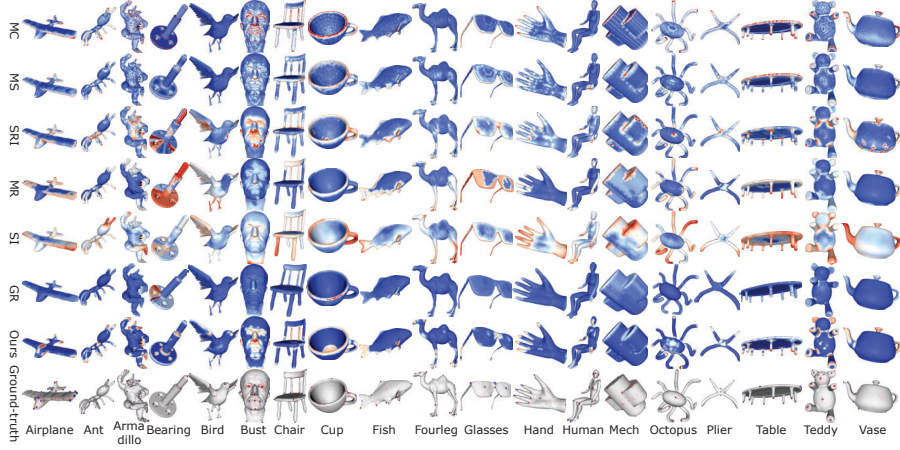 MC
MS
SRI
MR
SI
GR
Ours
Ground-truth
Airplane
Ant
Arma
dillo
Bearing
Bird
Bust
Chair
Cup
Fish
Fourleg
Glasses
Hand
Human
Mech
Octopus
Plier
Table
Teddy
Vase